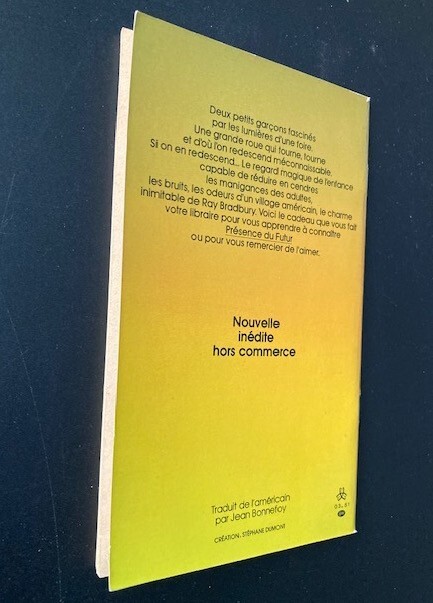 Deux petits garçons fascinés
par les lumières d'une foire.
Une grande roue qui tourne, tourne
et d'où l'on redescend méconnaissable.
Si on en redescend... Le regard magique de l'enfance
capable de réduire en cendres
les manigances des adultes,
les bruits, les odeurs d'un village américain, le charme
inimitable de Ray Bradbury. Voici le cadeau que vous fait
votre libraire pour vous apprendre à connaître
Présence du Futur
ou pour vous remercier de l'aimer.
Nouvelle
inédite
hors commerce
Traduit de l'américain
par Jean Bonnefoy
CRÉATION. STÉPHANE DUMONT